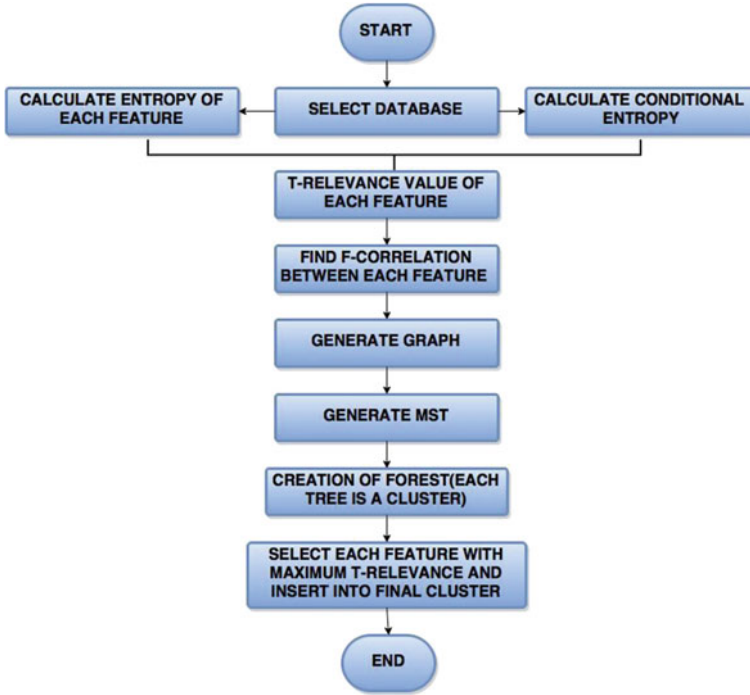 START
CALCULATE ENTROPY OF
EACH FEATURE
SELECT DATABASE
CALCULATE CONDITIONAL
ENTROPY
T-RELEVANCE VALUE OF
EACH FEATURE
FIND F-CORRELATION
BETWEEN EACH FEATURE
GENERATE GRAPH
GENERATE MST
CREATION OF FOREST(EACH
TREE IS A CLUSTER)
SELECT EACH FEATURE WITH
MAXIMUM T-RELEVANCE AND
INSERT INTO FINAL CLUSTER
END